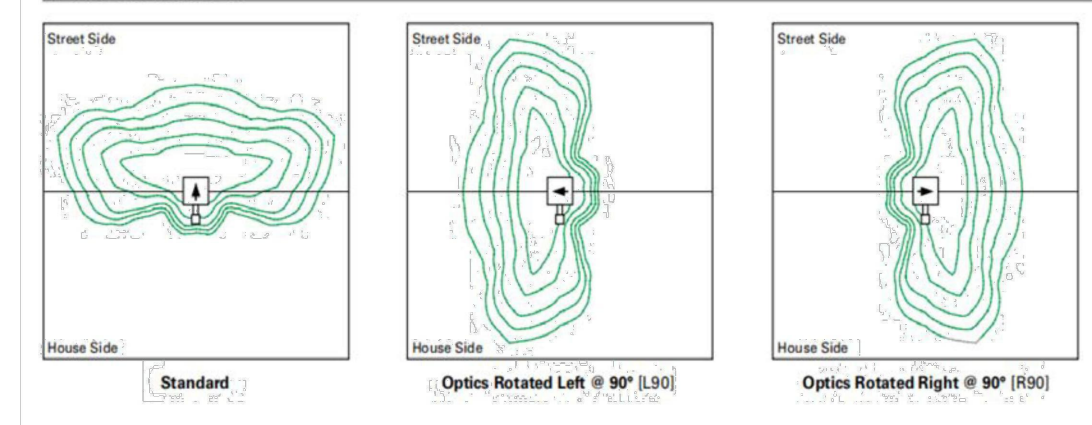 Street Side
Street Side
Street Side
House Side
House Side
House Side
Standard
Optics Rotated Left @ 90° [L90]
Optics Rotated Right @ 90° [R90]